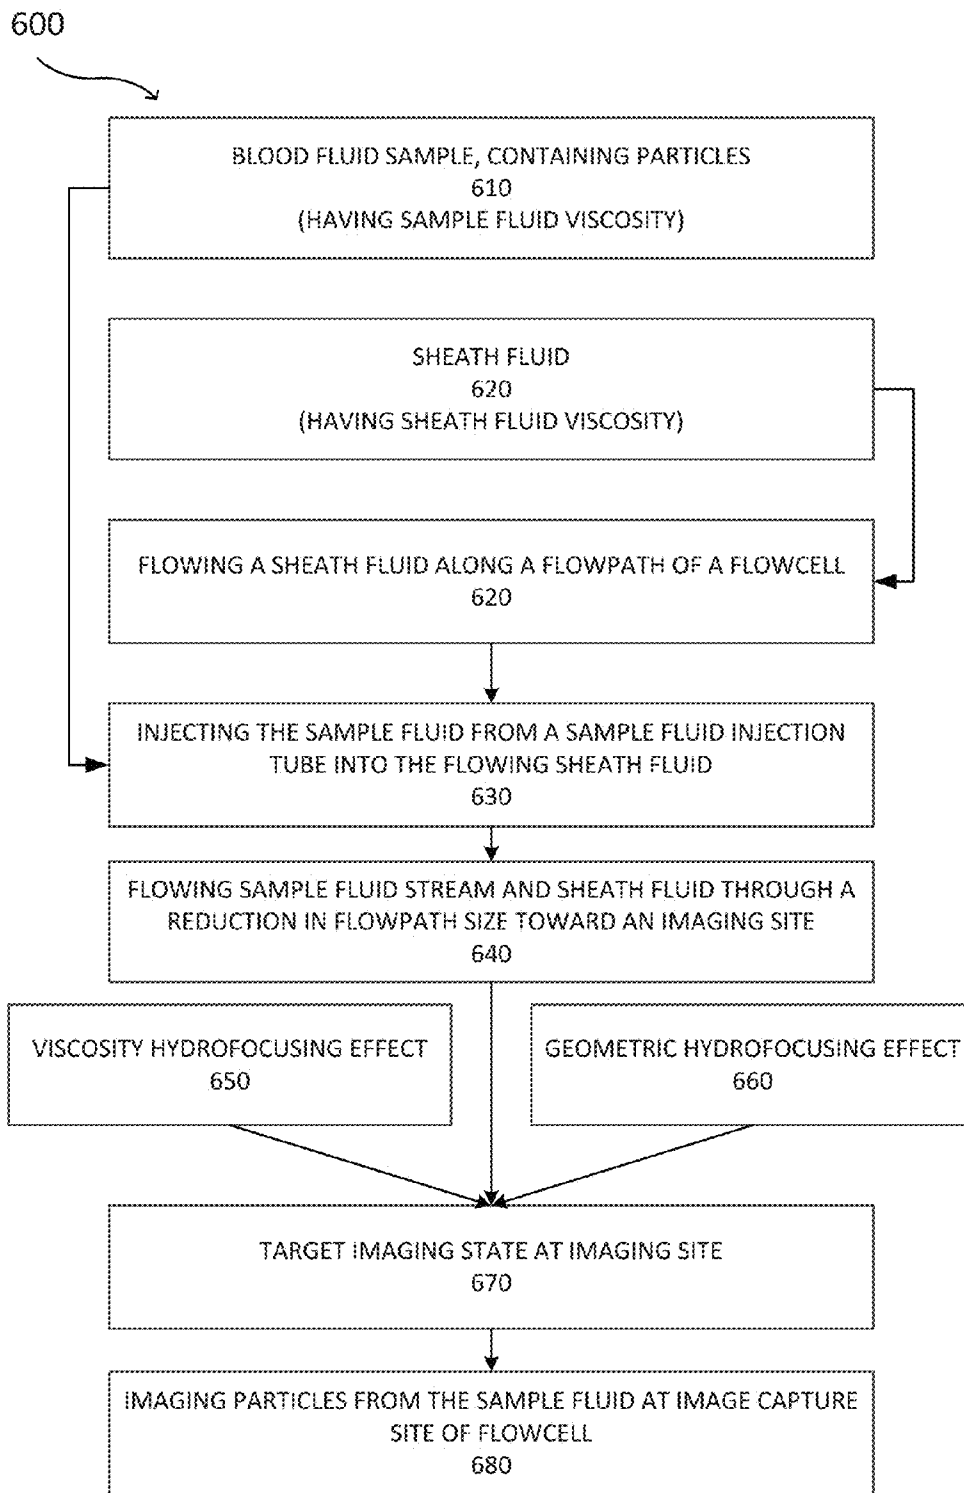 600
BLOOD FLUID SAMPLE, CONTAINING PARTICLES
610
(HAVING SAMPLE FLUID VISCOSITY)
SHEATH FLUID
620
(HAVING SHEATH FLUID VISCOSITY)
FLOWING A SHEATH FLUID ALONG A FLOWPATH OF A FLOWCELL
620
INJECTING THE SAMPLE FLUID FROM A SAMPLE FLUID INJECTION
TUBE INTO THE FLOWING SHEATH FLUID
630
FLOWING SAMPLE FLUID STREAM AND SHEATH FLUID THROUGH A
REDUCTION IN FLOWPATH SIZE TOWARD AN IMAGING SITE
640
VISCOSITY HYDROFOCUSING EFFECT
650
GEOMETRIC HYDROFOCUSING EFFECT
660
TARGET IMAGING STATE AT IMAGING SITE
670
IMAGING PARTICLES FROM THE SAMPLE FLUID AT IMAGE CAPTURE
SITE OF FLOWCELL
680